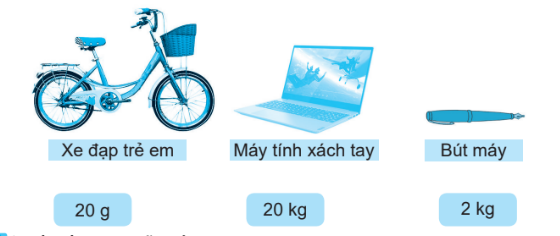 Xe đạp trẻ em
Máy tính xách tay
Bút máy
20 g
20 kg
2 kg